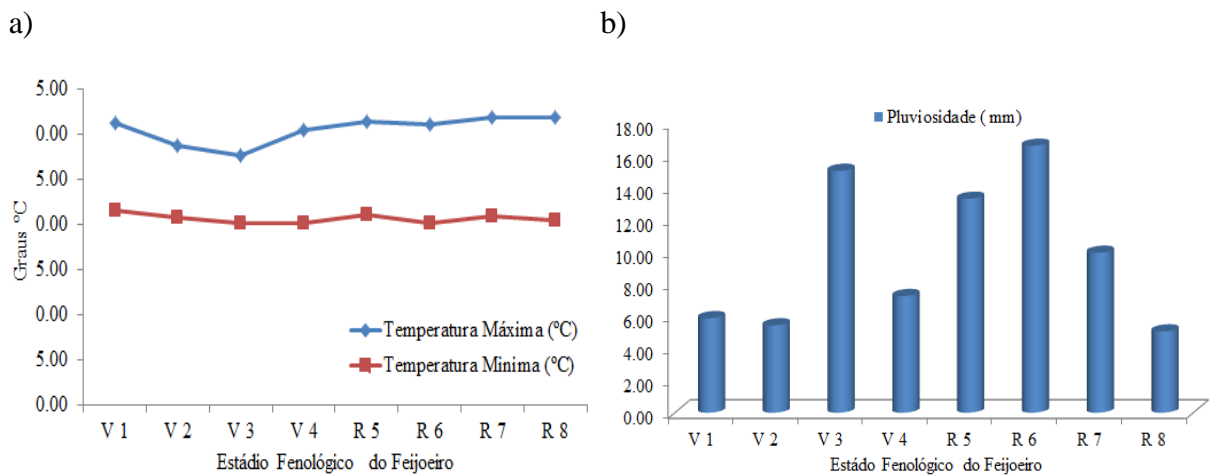 a)
5.00
0.00
5.00
0.00
5.00
0.00
5.00
0.00
Graus ºC
Temperatura Máxima (ºC)
Temperatura Minima (ºC)
V 1 V 2 V 3 V 4 R 5 R 6 R 7 R 8
Estádio Fenológico do Feijoeiro
b)
Pluviosidade ( mm)
18.00
16.00
14.00
12.00
10.00
8.00
6.00
4.00
2.00
0.00
V 1 V 2 V 3 V 4 R 5 R 6 R 7 R 8
Estádo Fenológico do Feijoeiro